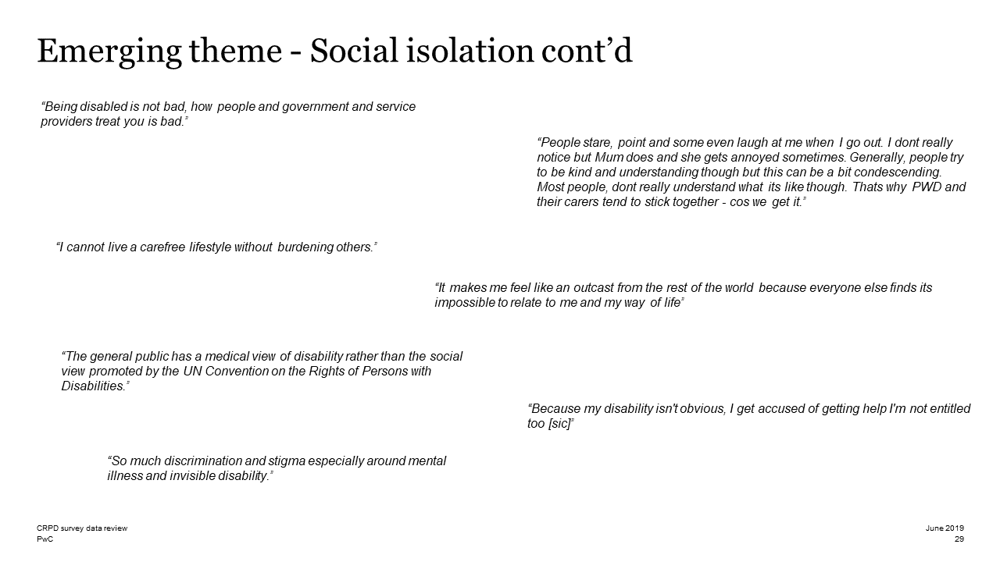 Emerging theme - Social isolation cont’d
“Being disabled is not bad, how people and government and service
providers treat you is bad.”
“People stare, point and some even laugh at me when I go out. I dont really
notice but Mum does and she gets annoyed sometimes. Generally, people try
to be kind and understanding though but this can be a bit condescending.
Most people, dont really understand what its like though. Thats why PWD and
their carers tend to stick together - cos we get it.”
“I cannot live a carefree lifestyle without burdening others.”
“It makes me feel like an outcast from the rest of the world because everyone else finds its
impossible to relate to me and my way of life”
“The general public has a medical view of disability rather than the social
view promoted by the UN Convention on the Rights of Persons with
Disabilities.”
“Because my disability isn't obvious, I get accused of getting help I'm not entitled
too [sic]”
“So much discrimination and stigma especially around mental
illness and invisible disability.”
CRPD survey data review
PwC
June 2019
29